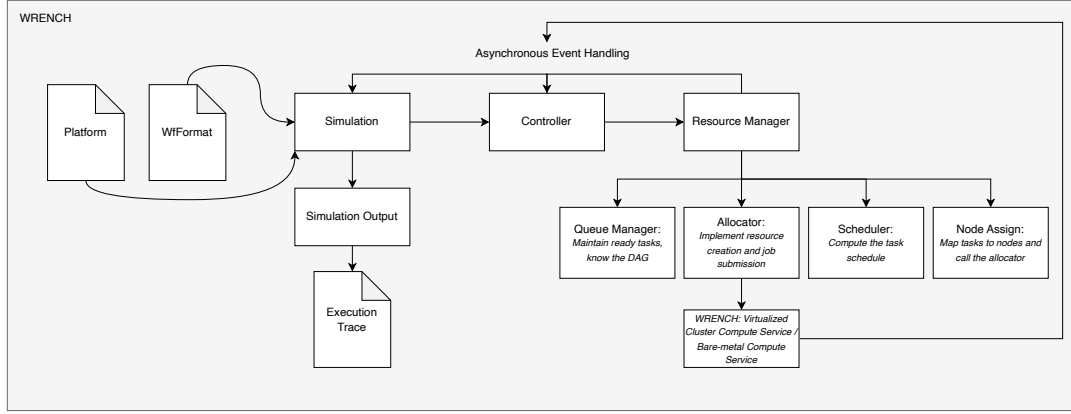 WRENCH
Asynchronous Event Handling
Platform
WfFormat
Simulation
Controller
Resource Manager
Simulation Output
Queue Manager:
Maintain ready tasks,
know the DAG
Allocator:
Implement resource
creation and job
submission
Scheduler:
Compute the task
schedule
Node Assign:
Map tasks to nodes and
call the allocator
Execution
Trace
WRENCH: Virtualized
Cluster Compute Service /
Bare-metal Compute
Service